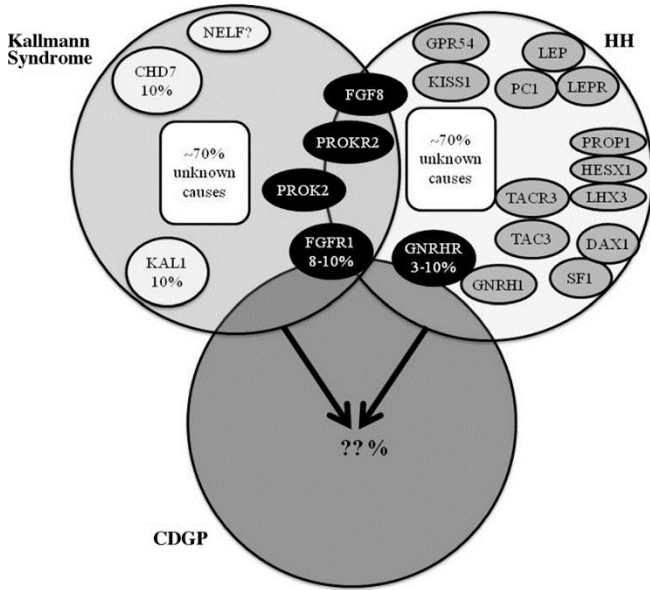 Kallmann
Syndrome
HH
NELF?
CHD7
10%
~70%
unknown
causes
KAL1
10%
FGF8
PROKR2
PROK2
FGFR1
8-10%
GNRHR
3-10%
GPR54
KISS1
LEP
PC1
LEPR
~70%
unknown
causes
PROP1
HESX1
LHX3
TACR3
TAC3
DAX1
SF1
GNRH1
?? %
CDGP